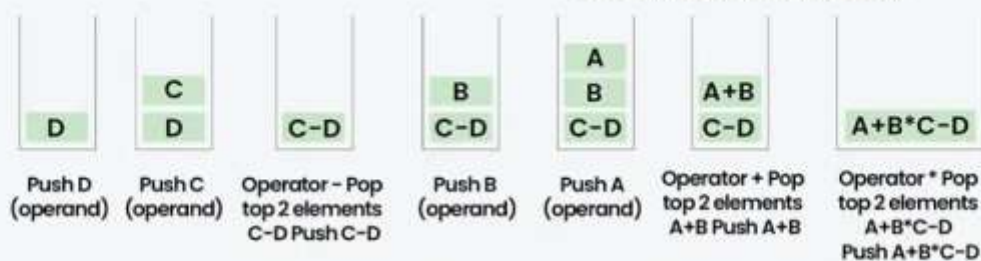 D
C
D
C-D
B
C-D
A
B
C-D
A+B
C-D
A+B*C-D
Push D
(operand)
Push C
(operand)
Operator - Pop
top 2 elements
C-D Push C-D
Push B
(operand)
Push A
(operand)
Operator + Pop
top 2 elements
A+B Push A+B
Operator * Pop
top 2 elements
A+B*C-D
Push A+B*C-D